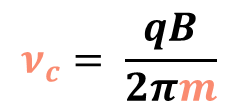 ν_c = qB / 2πm